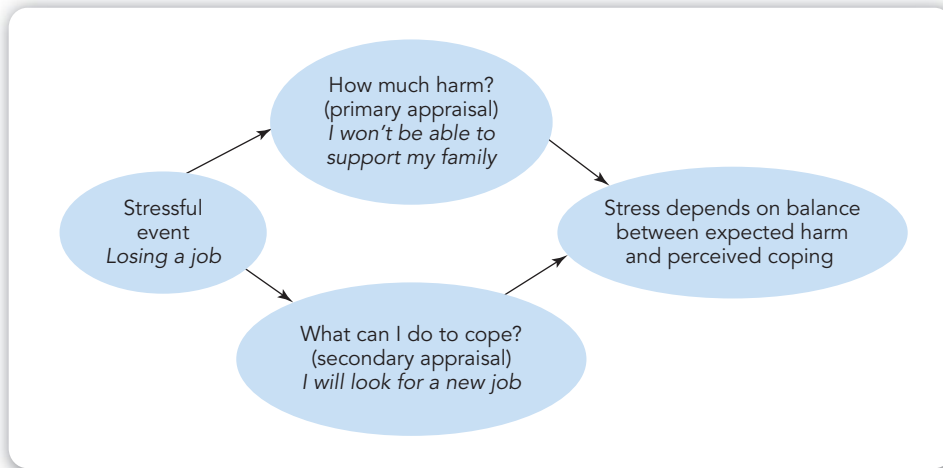 How much harm?
(primary appraisal)
I won’t be able to
support my family
Stressful
event
Losing a job
Stress depends on balance
between expected harm
and perceived coping
What can I do to cope?
(secondary appraisal)
I will look for a new job